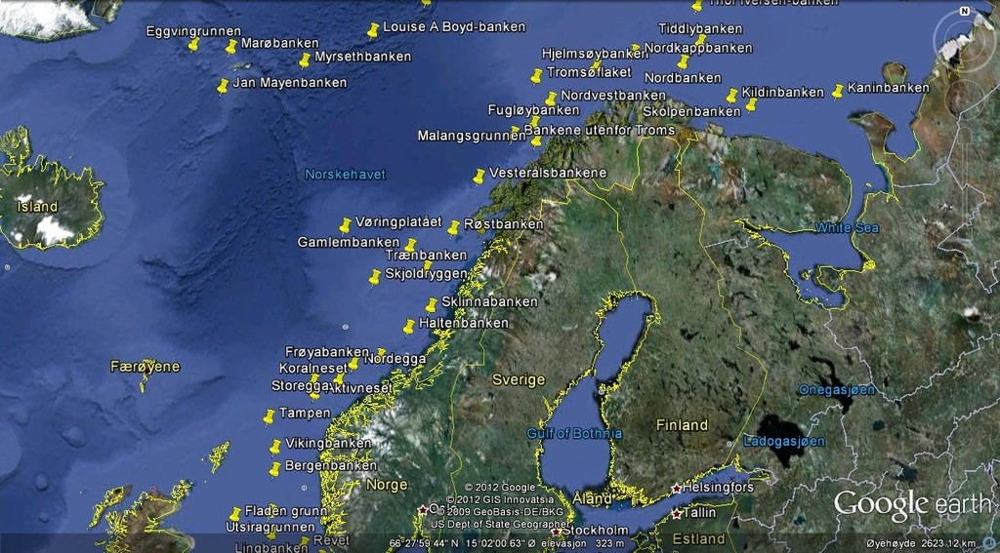 Thor Iversen-banken
Louise A Boyd-banken
Tiddlybanken
Eggvingrunnen
Marøbanken
Nordkappbanken
Hjelmsøybanken
Myrsethbanken
Tromsøflaket
Nordbanken
Jan Mayenbanken
Kaninbanken
Kildinbanken
Nordvestbanken
Fugløybanken
Skolpenbanken
Bankene utenfor Troms
Malangsgrunnen
Vesterålsbankene
Norskehavet
Island
Vøringplatået
Røstbanken
White Sea
Gamlembanken
Trænbanken
Skjoldryggen
Sklinnabanken
Haltenbanken
Frøyabanken
Nordegga
Koralneset
Færøyene
Storegga
Aktivneset
Sverige
Onegasjøen
Tampen
Finland
Gulf of Bothnia
Ladogasjøen
Vikingbanken
Bergenbanken
Norge
Helsingfors
Åland
Fladen grunn
Tallin
Utsiragrunnen
Stockholm
Estland
Revet
Lingbanken
© 2012 Google
© 2012 GIS Innovatsia
© 2009 GeoBasis-DE/BKG
US Dept of State Geographer
Google earth
N
66°27'59.44" N 15°02'00.63" Ø elevasjon 323 m
Øyehøyde 2623.12 km